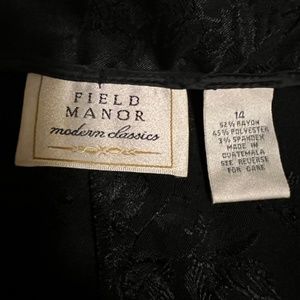 FIELD
MANOR
modern classics
14
52% RAYON
45% POLYESTER
3% SPANDEX
MADE IN
GUATEMALA
SEE REVERSE
FOR CARE